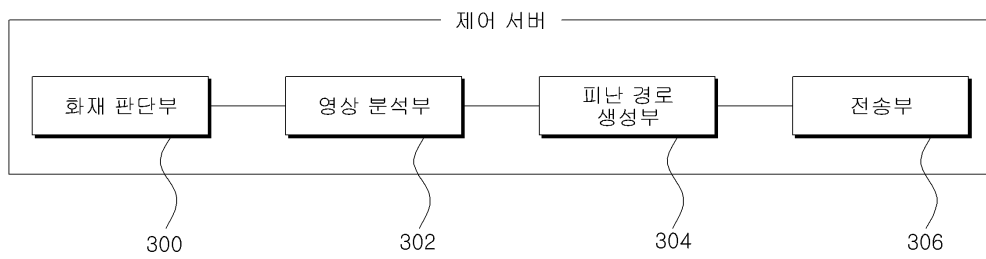 제어 서버
화재 판단부
영상 분석부
피난 경로
생성부
전송부
300
302
304
306